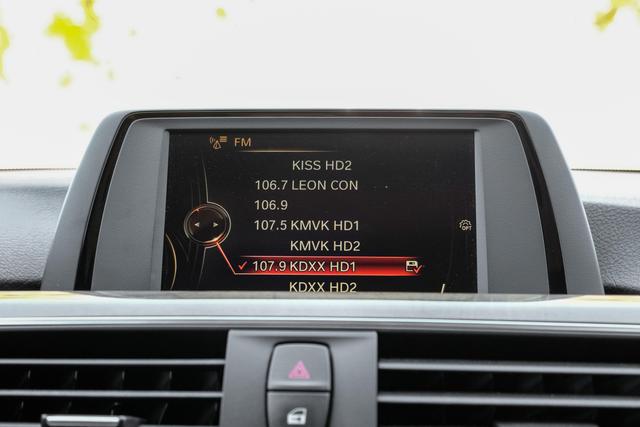 FM
KISS HD2
106.7 LEON CON
106.9
107.5 KMVK HD1
KMVK HD2
107.9 KDXX HD1
KDXX HD2
OPT